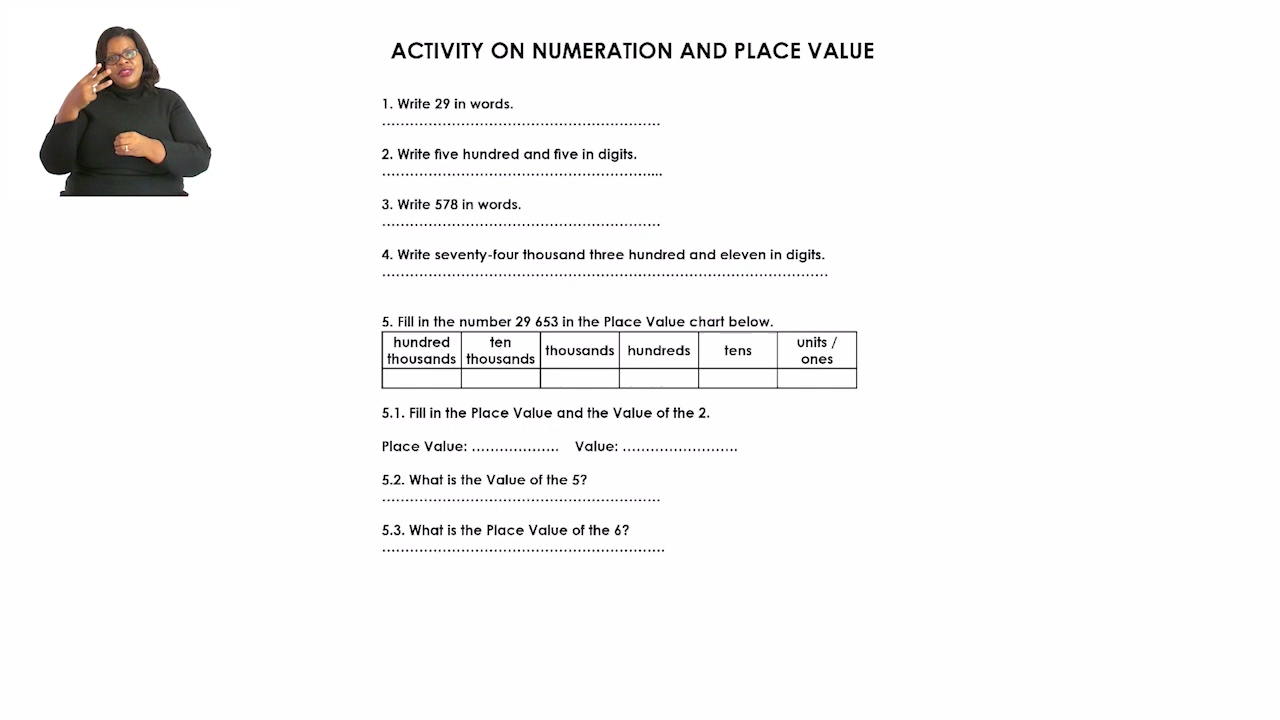 ACTIVITY ON NUMERATION AND PLACE VALUE
1. Write 29 in words.
............................................................
2. Write five hundred and five in digits.
.............................................................
3. Write 578 in words.
............................................................
4. Write seventy-four thousand three hundred and eleven in digits.
................................................................................................
5. Fill in the number 29 653 in the Place Value chart below.
hundred thousands ten thousands thousands hundreds tens units / ones
5.1. Fill in the Place Value and the Value of the 2.
Place Value: ................... Value: .........................
5.2. What is the Value of the 5?
............................................................
5.3. What is the Place Value of the 6?
.............................................................